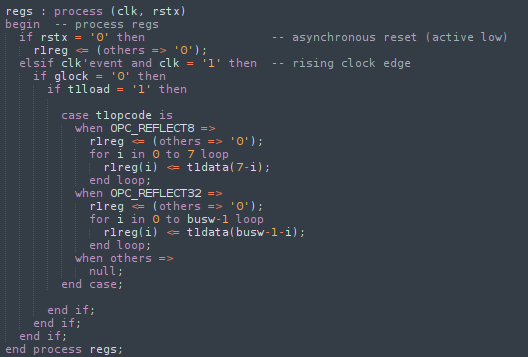 regs : process (clk, rstx)
begin  -- process regs
  if rstx = '0' then                  -- asynchronous reset (active low)
    r1reg <= (others => '0');
  elsif clk'event and clk = '1' then  -- rising clock edge
    if glock = '0' then
      if t1load = '1' then

        case t1opcode is
          when OPC_REFLECT8 =>
            r1reg <= (others => '0');
            for i in 0 to 7 loop
              r1reg(i) <= t1data(7-i);
            end loop;
          when OPC_REFLECT32 =>
            r1reg <= (others => '0');
            for i in 0 to busw-1 loop
              r1reg(i) <= t1data(busw-1-i);
            end loop;
          when others =>
            null;
        end case;

      end if;
    end if;
  end if;
end process regs;